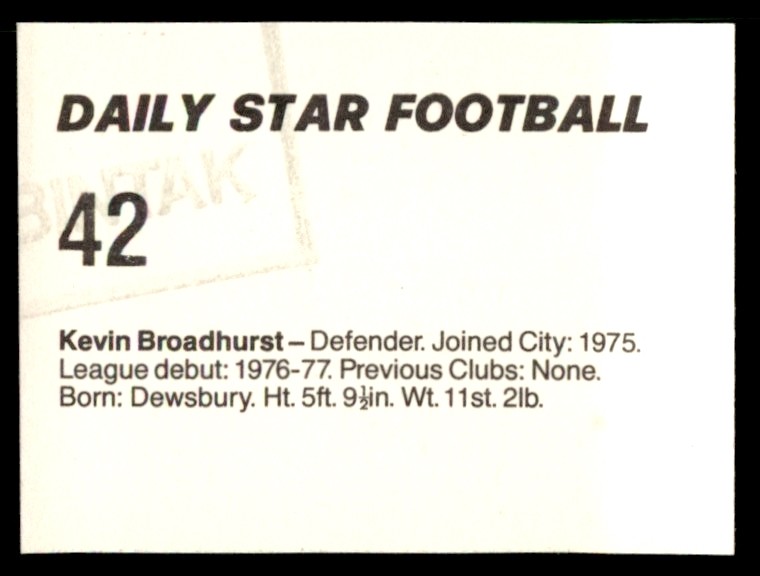 DAILY STAR FOOTBALL
42
Kevin Broadhurst – Defender. Joined City: 1975.
League debut: 1976-77. Previous Clubs: None.
Born: Dewsbury. Ht. 5ft. 9½in. Wt. 11st. 2lb.